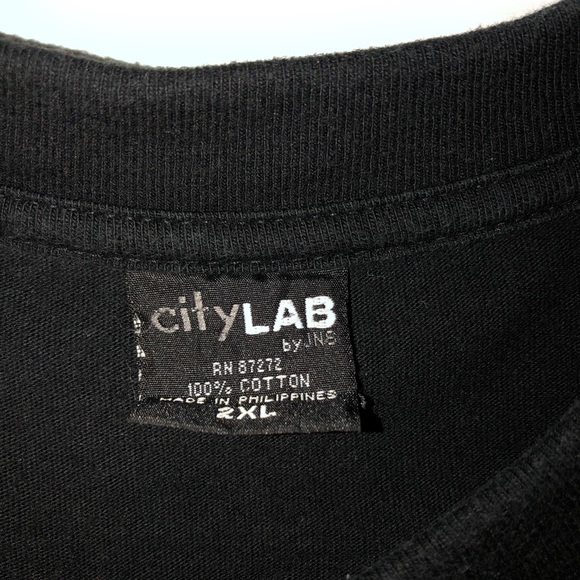 cityLAB
by JNS
RN 87272
100% COTTON
MADE IN PHILIPPINES
2XL